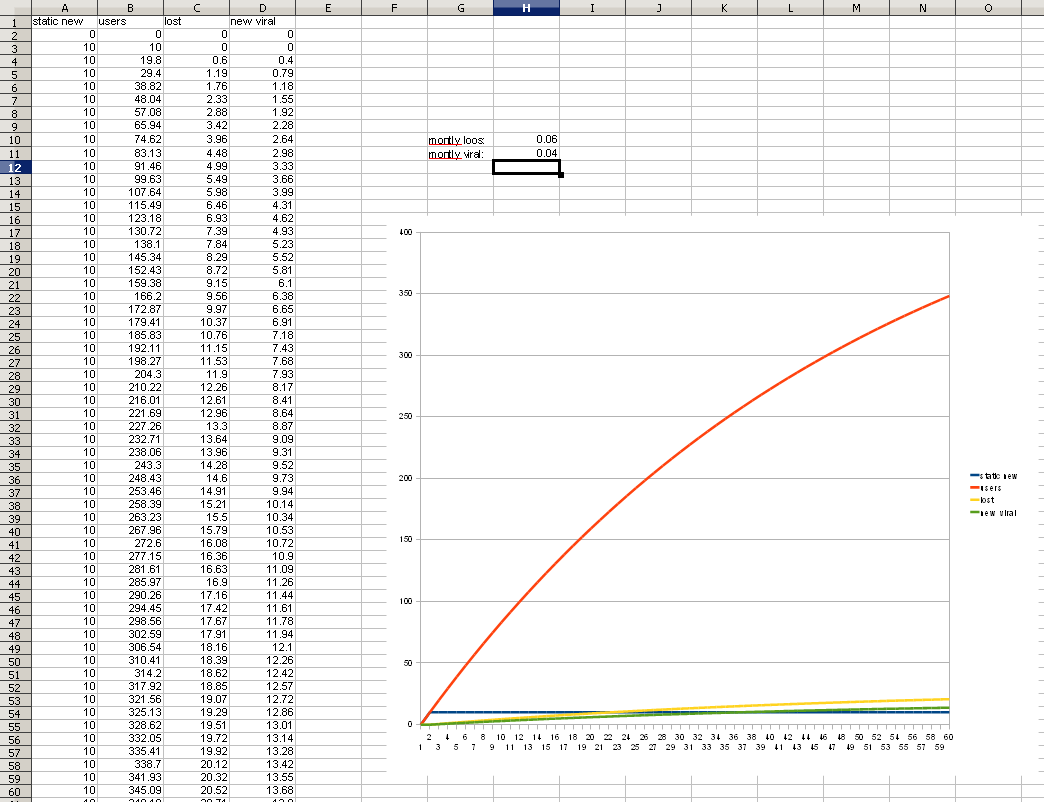 A B C D E F G H I J K L M N O
1 static new users lost new viral
2 0 0 0 0
3 10 10 0 0
4 10 19.8 0.6 0.4
5 10 29.4 1.19 0.79
6 10 38.82 1.76 1.18
7 10 48.04 2.33 1.55
8 10 57.08 2.88 1.92
9 10 65.94 3.42 2.28
10 10 74.62 3.96 2.64 montly loos: 0.06
11 10 83.13 4.48 2.98 montly viral: 0.04
12 10 91.46 4.99 3.33
13 10 99.63 5.49 3.66
14 10 107.64 5.98 3.99
15 10 115.49 6.46 4.31
16 10 123.18 6.93 4.62
17 10 130.72 7.39 4.93
18 10 138.1 7.84 5.23
19 10 145.34 8.29 5.52
20 10 152.43 8.72 5.81
21 10 159.38 9.15 6.1
22 10 166.2 9.56 6.38
23 10 172.87 9.97 6.65
24 10 179.41 10.37 6.91
25 10 185.83 10.76 7.18
26 10 192.11 11.15 7.43
27 10 198.27 11.53 7.68
28 10 204.3 11.9 7.93
29 10 210.22 12.26 8.17
30 10 216.01 12.61 8.41
31 10 221.69 12.96 8.64
32 10 227.26 13.3 8.87
33 10 232.71 13.64 9.09
34 10 238.06 13.96 9.31
35 10 243.3 14.28 9.52
36 10 248.43 14.6 9.73
37 10 253.46 14.91 9.94
38 10 258.39 15.21 10.14
39 10 263.23 15.5 10.34
40 10 267.96 15.79 10.53
41 10 272.6 16.08 10.72
42 10 277.15 16.36 10.9
43 10 281.61 16.63 11.09
44 10 285.97 16.9 11.26
45 10 290.26 17.16 11.44
46 10 294.45 17.42 11.61
47 10 298.56 17.67 11.78
48 10 302.59 17.91 11.94
49 10 306.54 18.16 12.1
50 10 310.41 18.39 12.26
51 10 314.2 18.62 12.42
52 10 317.92 18.85 12.57
53 10 321.56 19.07 12.72
54 10 325.13 19.29 12.86
55 10 328.62 19.51 13.01
56 10 332.05 19.72 13.14
57 10 335.41 19.92 13.28
58 10 338.7 20.12 13.42
59 10 341.93 20.32 13.55
60 10 345.09 20.52 13.68
400
350
300
250
200
150
100
50
0
2 4 6 8 10 12 14 16 18 20 22 24 26 28 30 32 34 36 38 40 42 44 46 48 50 52 54 56 58 60
1 3 5 7 9 11 13 15 17 19 21 23 25 27 29 31 33 35 37 39 41 43 45 47 49 51 53 55 57 59
static new
users
lost
new viral